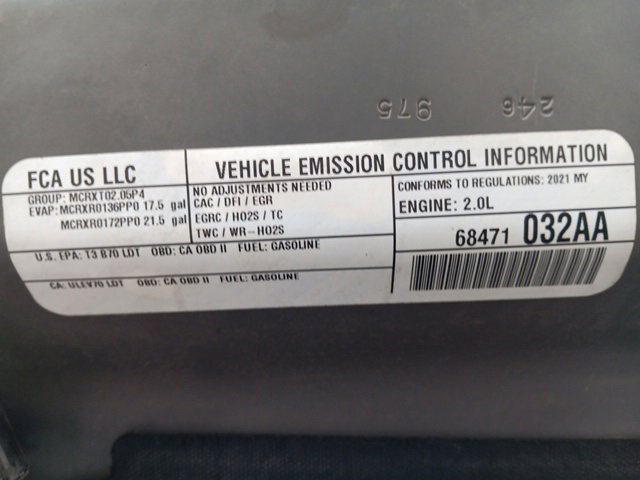 975 246
FCA US LLC
GROUP: MCRXT02.05P4
EVAP: MCRXR0136PP0 17.5 gal
MCRXR0172PP0 21.5 gal
VEHICLE EMISSION CONTROL INFORMATION
NO ADJUSTMENTS NEEDED
CAC / DFI / EGR
EGRC / HO2S / TC
TWC / WR-HO2S
CONFORMS TO REGULATIONS: 2021 MY
ENGINE: 2.0L
68471 032AA
U.S. EPA: T3 B70 LDT OBD: CA OBD II FUEL: GASOLINE
CA: ULEV70 LDT OBD: CA OBD II FUEL: GASOLINE